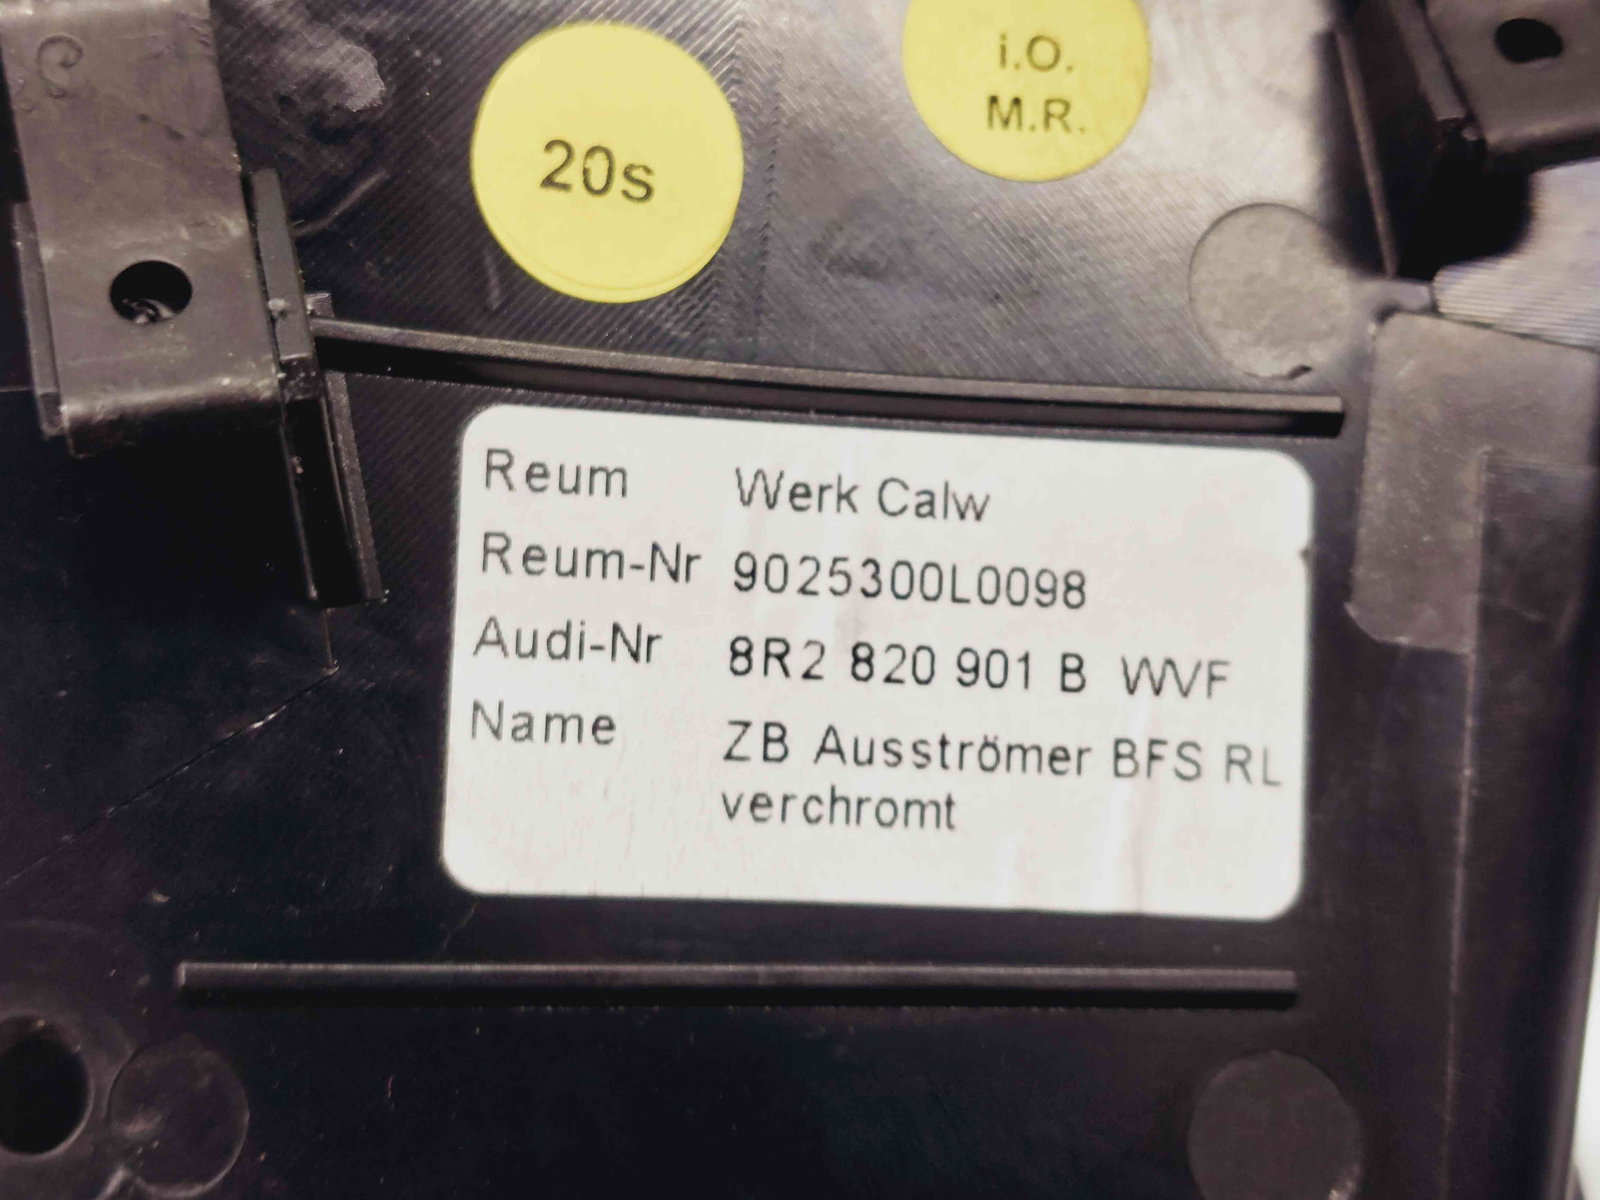 20s
i.O.
M.R.
Reum Werk Calw
Reum-Nr 9025300L0098
Audi-Nr 8R2 820 901 B WVF
Name ZB Ausströmer BFS RL
verchromt